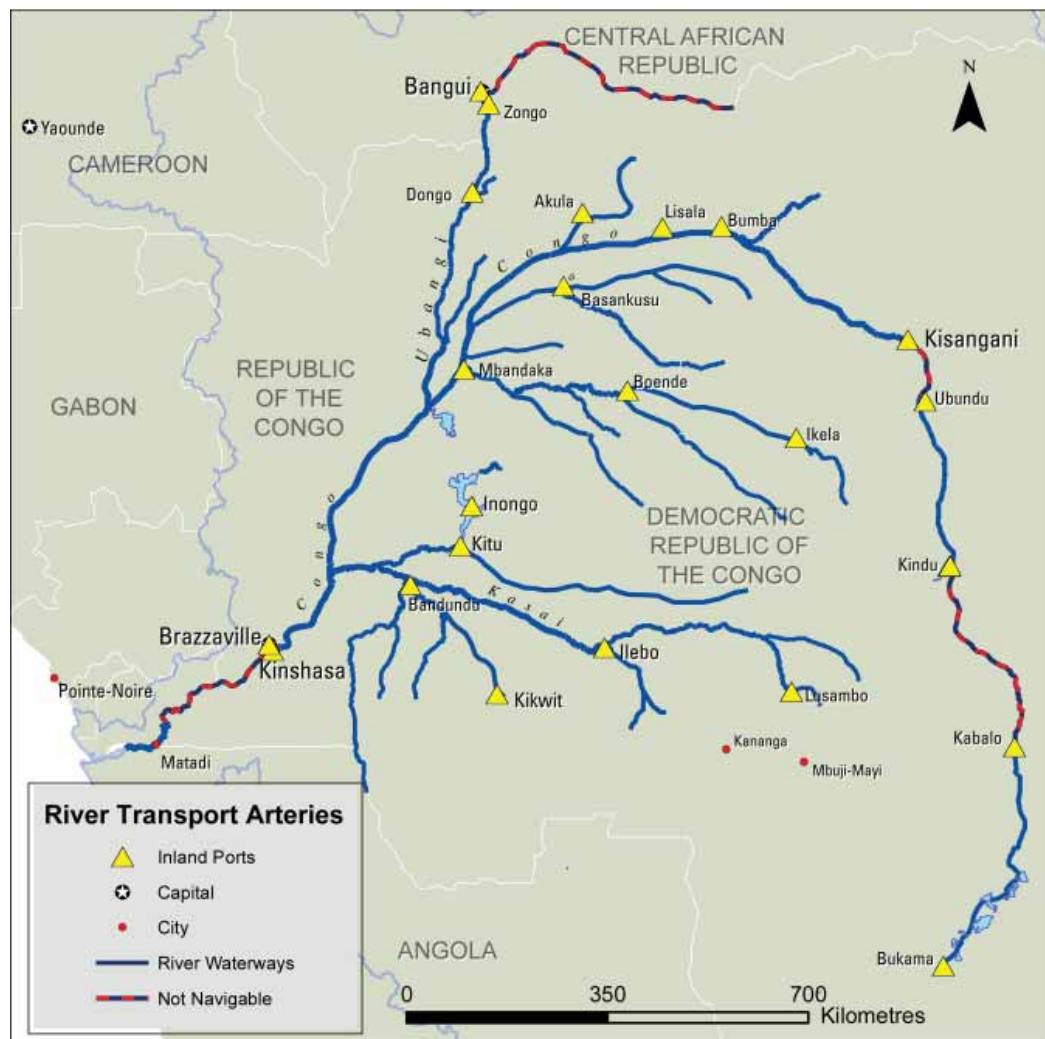 CENTRAL AFRICAN
REPUBLIC
N
Bangui
Zongo
Yaounde
CAMEROON
Dongo
Akula
Lisala
Bumba
Ubangi
Congo
Basankusu
Kisangani
REPUBLIC
OF THE
CONGO
Mbandaka
Boende
Ubundu
GABON
Ikela
Inongo
DEMOCRATIC
REPUBLIC OF
THE CONGO
Kitu
Kindu
Congo
Bandundu
Kasai
Brazzaville
Kinshasa
Ilebo
Pointe-Noire
Kikwit
Lusambo
Kananga
Kabalo
Matadi
Mbuji-Mayi
River Transport Arteries
Inland Ports
Capital
City
River Waterways
Not Navigable
ANGOLA
Bukama
0 350 700
Kilometres